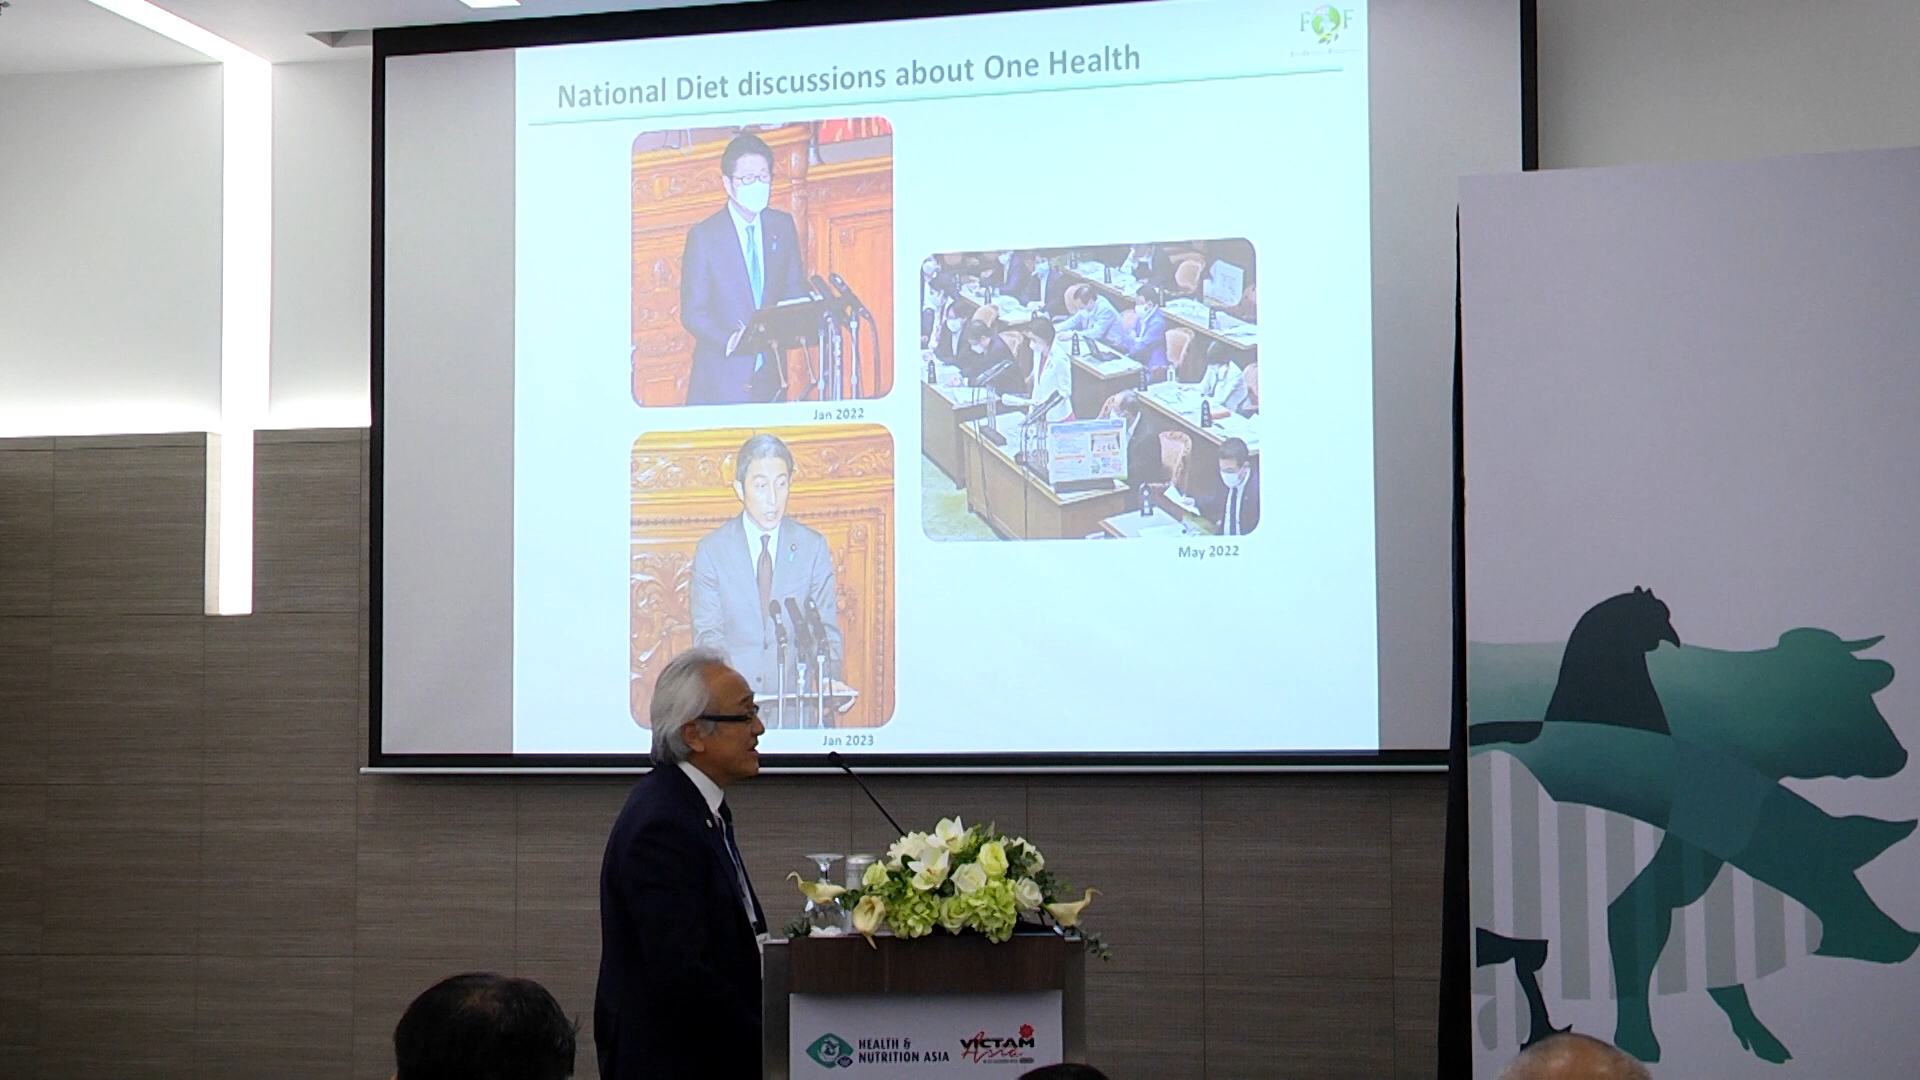 F F
National Diet discussions about One Health
Jan 2022
May 2022
Jan 2023
HEALTH &
NUTRITION ASIA
VICTAM
Asia